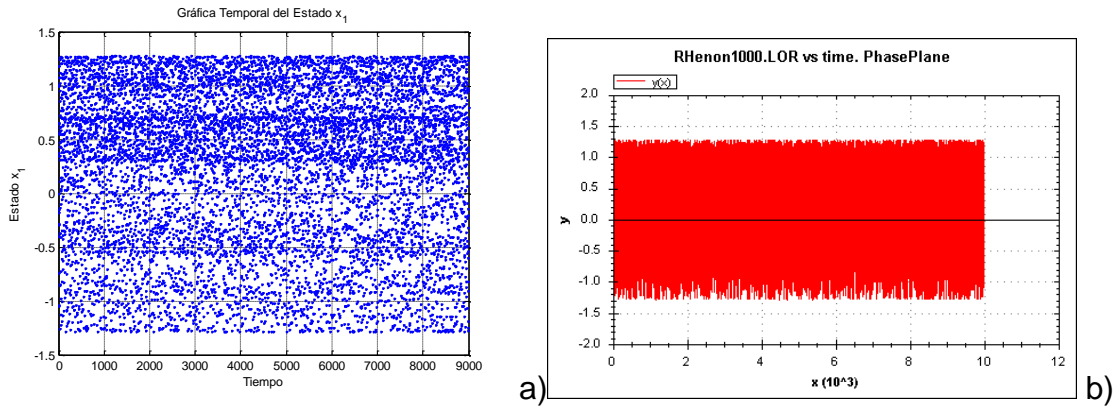 Gráfica Temporal del Estado x1
1.5
1
0.5
0
-0.5
-1
-1.5
Estado x1
0 1000 2000 3000 4000 5000 6000 7000 8000 9000
Tiempo
a)
RHenon1000.LOR vs time. PhasePlane
y(x)
2.0
1.5
1.0
0.5
0.0
-0.5
-1.0
-1.5
-2.0
y
0 2 4 6 8 10 12
x (10^3)
b)